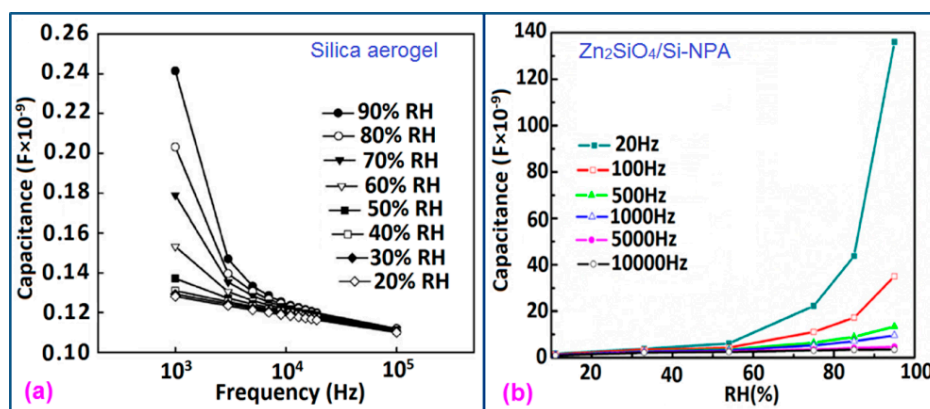 Silica aerogel
Capacitance (F×10⁻⁹)
0.26
0.24
0.22
0.20
0.18
0.16
0.14
0.12
0.10
90% RH
80% RH
70% RH
60% RH
50% RH
40% RH
30% RH
20% RH
10³ 10⁴ 10⁵
Frequency (Hz)
(a)
Zn₂SiO₄/Si-NPA
Capacitance (F×10⁻⁹)
140
120
100
80
60
40
20
0
20Hz
100Hz
500Hz
1000Hz
5000Hz
10000Hz
20 40 60 80 100
RH(%)
(b)